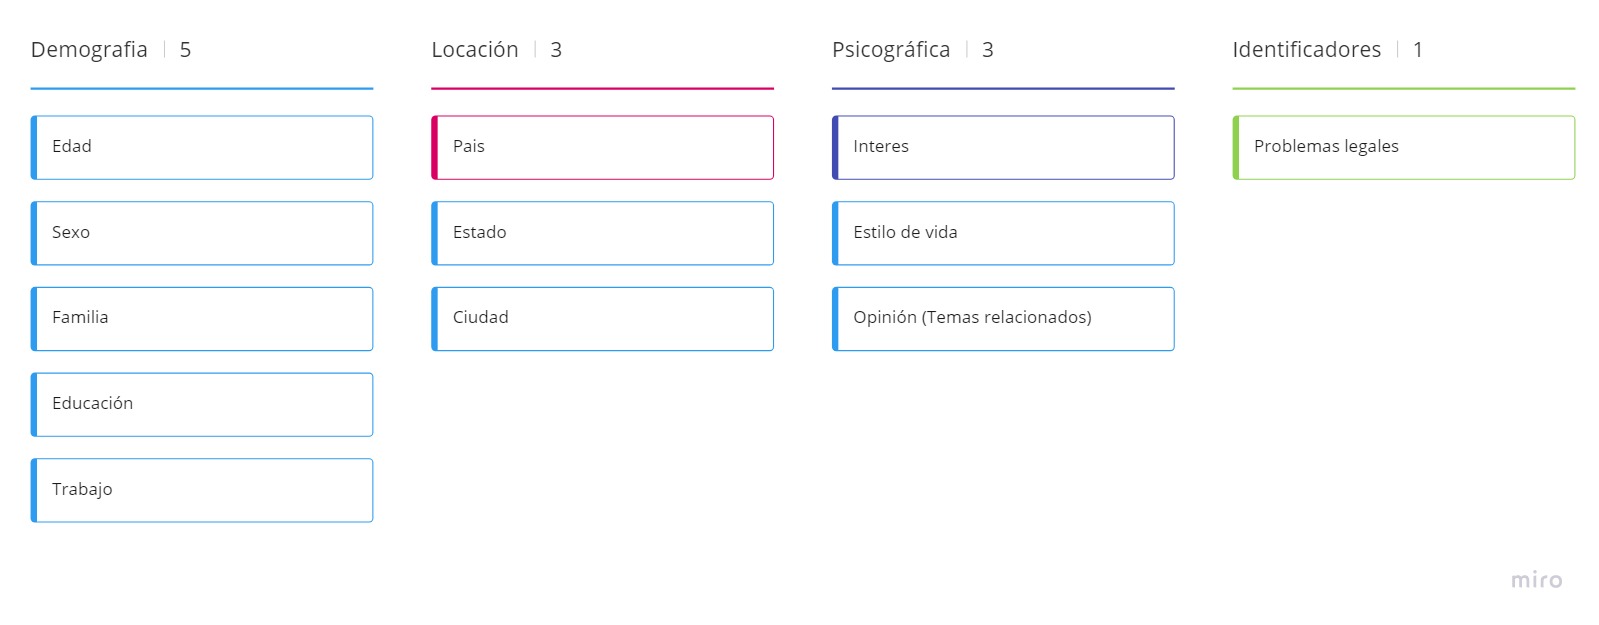 Demografia | 5
Edad
Sexo
Familia
Educación
Trabajo
Locación | 3
Pais
Estado
Ciudad
Psicográfica | 3
Interes
Estilo de vida
Opinión (Temas relacionados)
Identificadores | 1
Problemas legales
miro